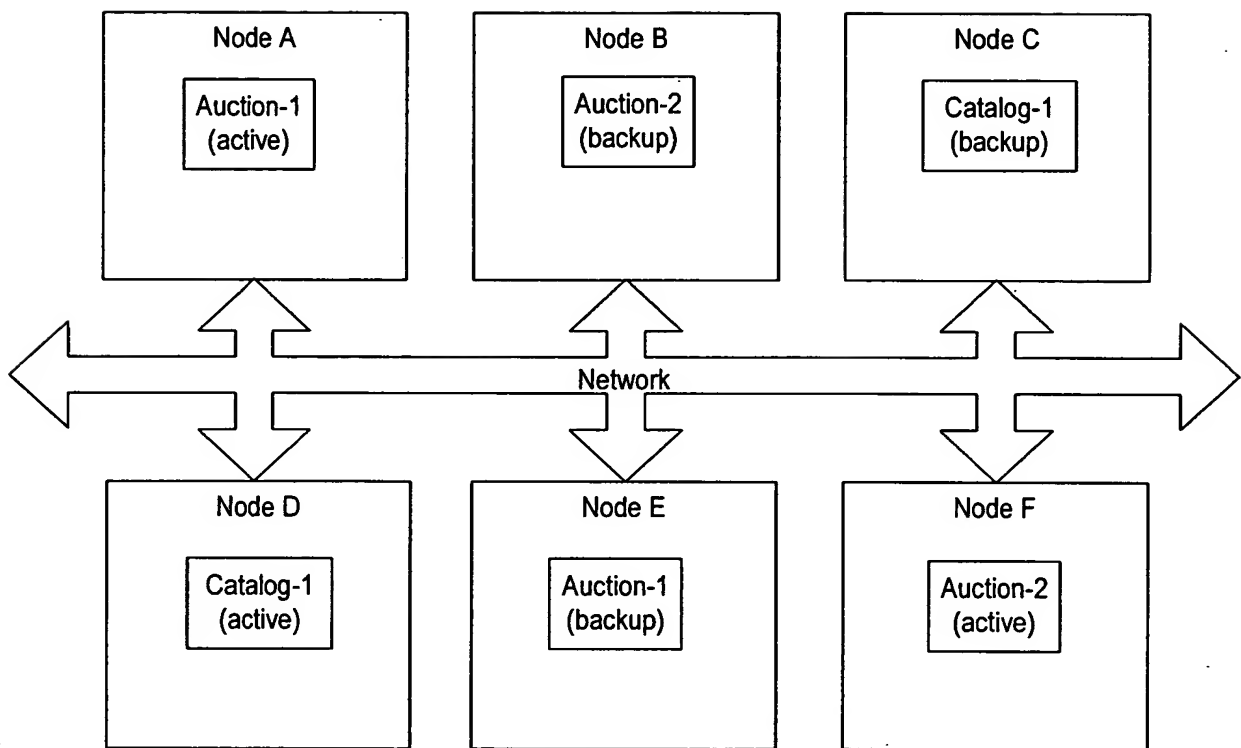 Node A
Auction-1
(active)
Node B
Auction-2
(backup)
Node C
Catalog-1
(backup)
Network
Node D
Catalog-1
(active)
Node E
Auction-1
(backup)
Node F
Auction-2
(active)